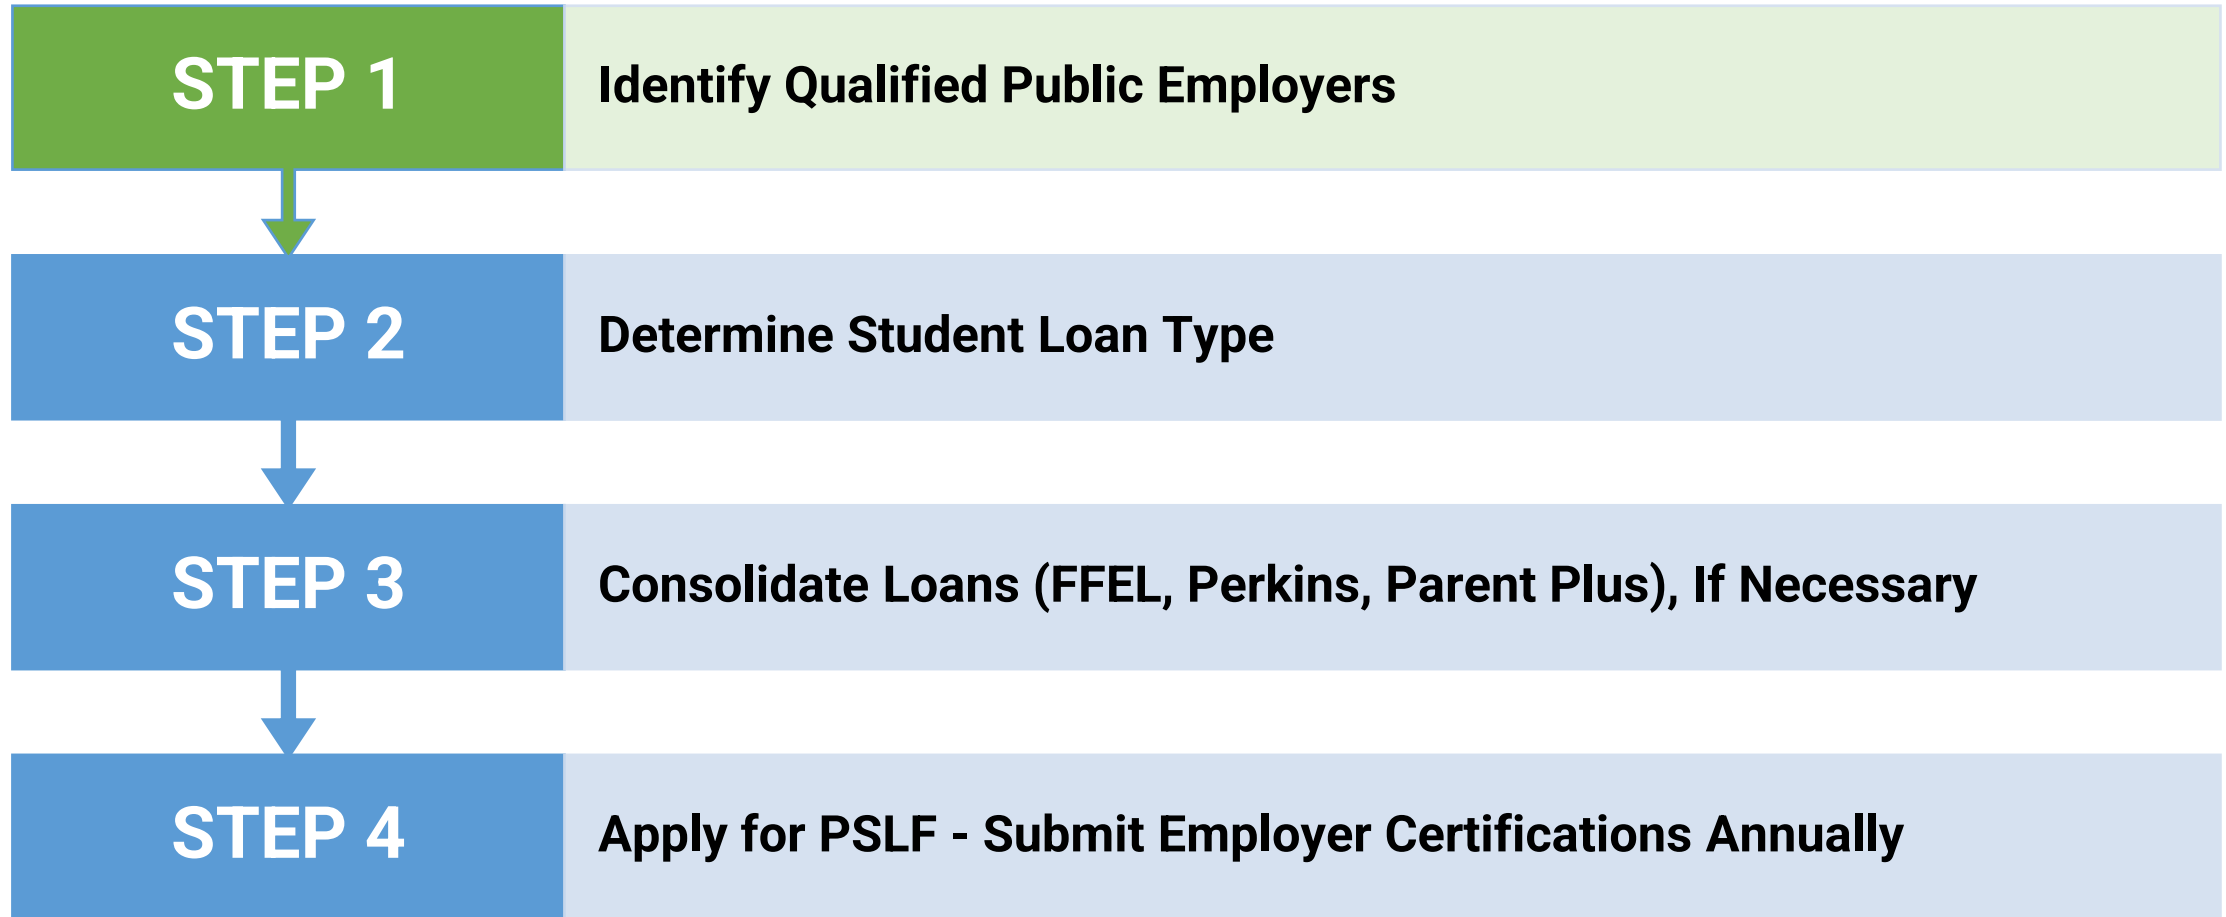 STEP 1
Identify Qualified Public Employers
STEP 2
Determine Student Loan Type
STEP 3
Consolidate Loans (FFEL, Perkins, Parent Plus), If Necessary
STEP 4
Apply for PSLF - Submit Employer Certifications Annually